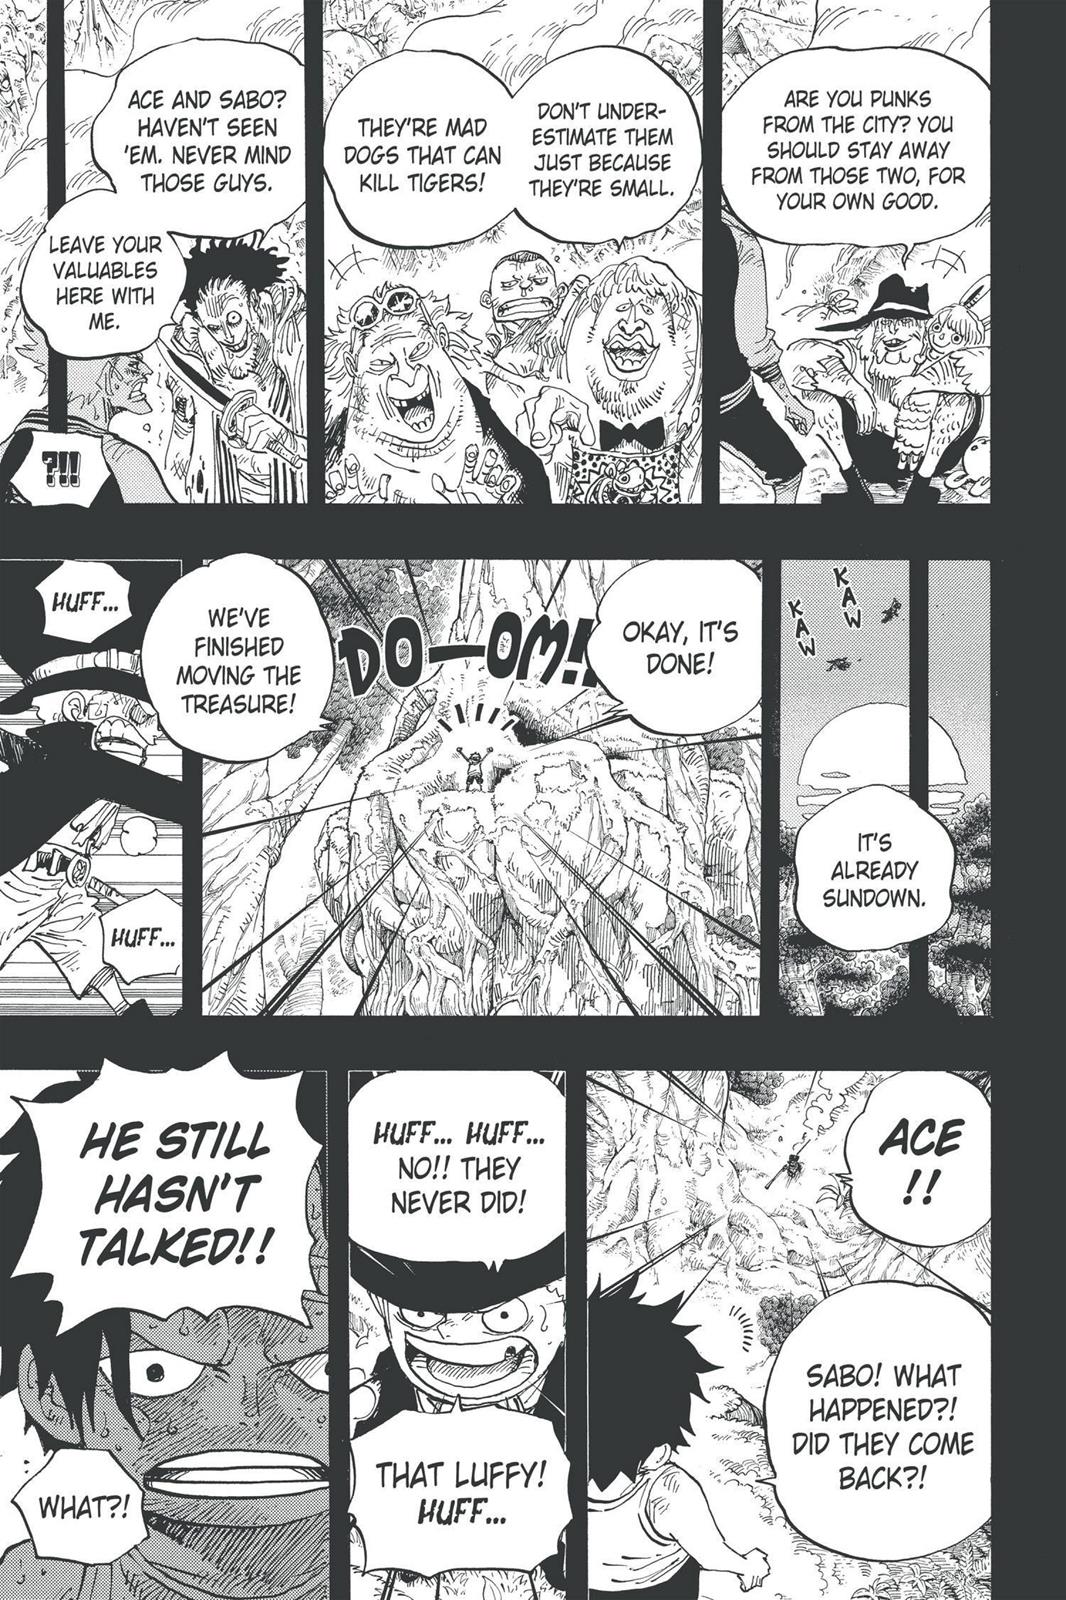 ARE YOU PUNKS
FROM THE CITY? YOU
SHOULD STAY AWAY
FROM THOSE TWO, FOR
YOUR OWN GOOD.
DON'T UNDER-
ESTIMATE THEM
JUST BECAUSE
THEY'RE SMALL.
THEY'RE MAD
DOGS THAT CAN
KILL TIGERS!
ACE AND SABO?
HAVEN'T SEEN
'EM. NEVER MIND
THOSE GUYS.
LEAVE YOUR
VALUABLES
HERE WITH
ME.
?!!
KAW
KAW
IT'S
ALREADY
SUNDOWN.
OKAY, IT'S
DONE!
DO—OM!!
WE'VE
FINISHED
MOVING THE
TREASURE!
HUFF...
HUFF...
ACE
!!
SABO! WHAT
HAPPENED?!
DID THEY COME
BACK?!
HUFF... HUFF...
NO!! THEY
NEVER DID!
THAT LUFFY!
HUFF...
HE STILL
HASN'T
TALKED!!
WHAT?!